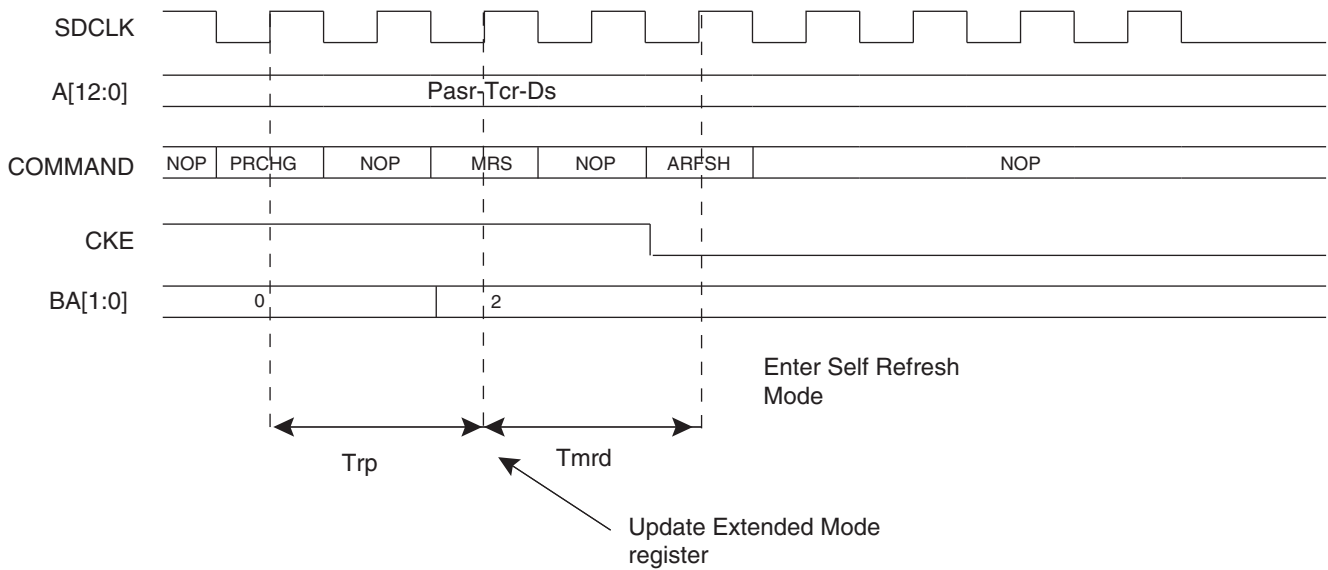 SDCLK
A[12:0]
Pasr-Tcr-Ds
COMMAND
NOP
PRCHG
NOP
MRS
NOP
ARFSH
NOP
CKE
BA[1:0]
0
2
Enter Self Refresh
Mode
Trp
Tmrd
Update Extended Mode
register